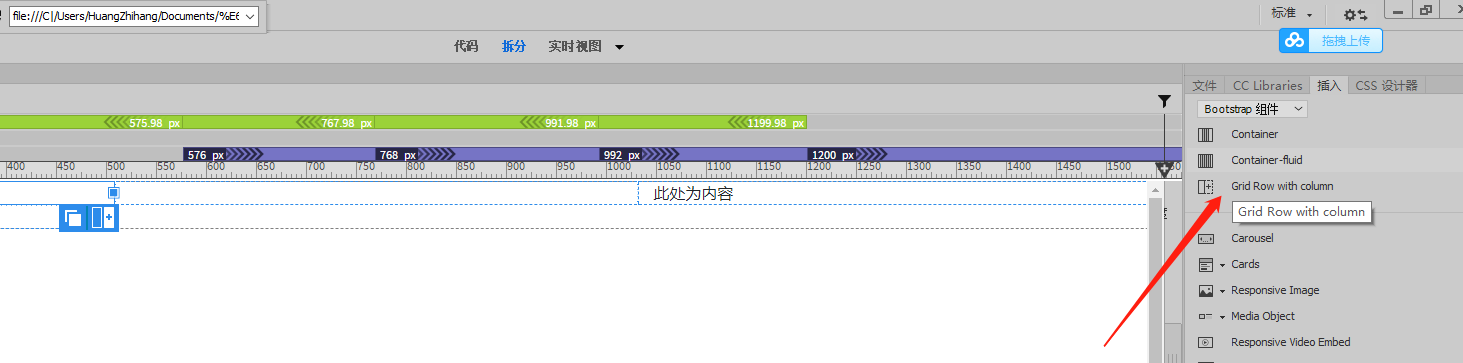 file:///C|/Users/HuangZhihang/Documents/%E6
标准
拖拽上传
代码 拆分 实时视图
文件 CC Libraries 插入 CSS 设计器
Bootstrap 组件
575.98 px 767.98 px 991.98 px 1199.98 px
576 px 768 px 992 px 1200 px
400 450 500 550 600 650 700 750 800 850 900 950 1000 1050 1100 1150 1200 1250 1300 1350 1400 1450 1500
此处为内容
Container
Container-fluid
Grid Row with column
Grid Row with column
Carousel
Cards
Responsive Image
Media Object
Responsive Video Embed